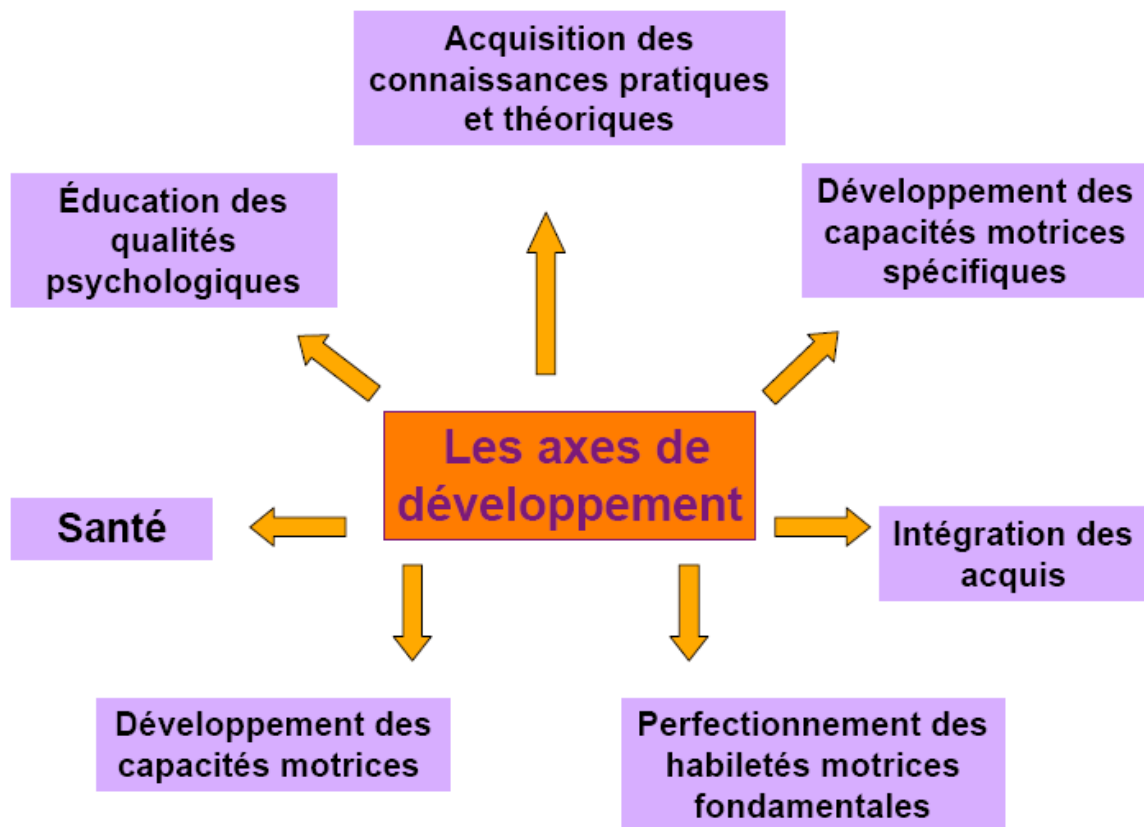 Acquisition des
connaissances pratiques
et théoriques
Éducation des
qualités
psychologiques
Développement des
capacités motrices
spécifiques
Les axes de
développement
Santé
Intégration des
acquis
Développement des
capacités motrices
Perfectionnement des
habiletés motrices
fondamentales